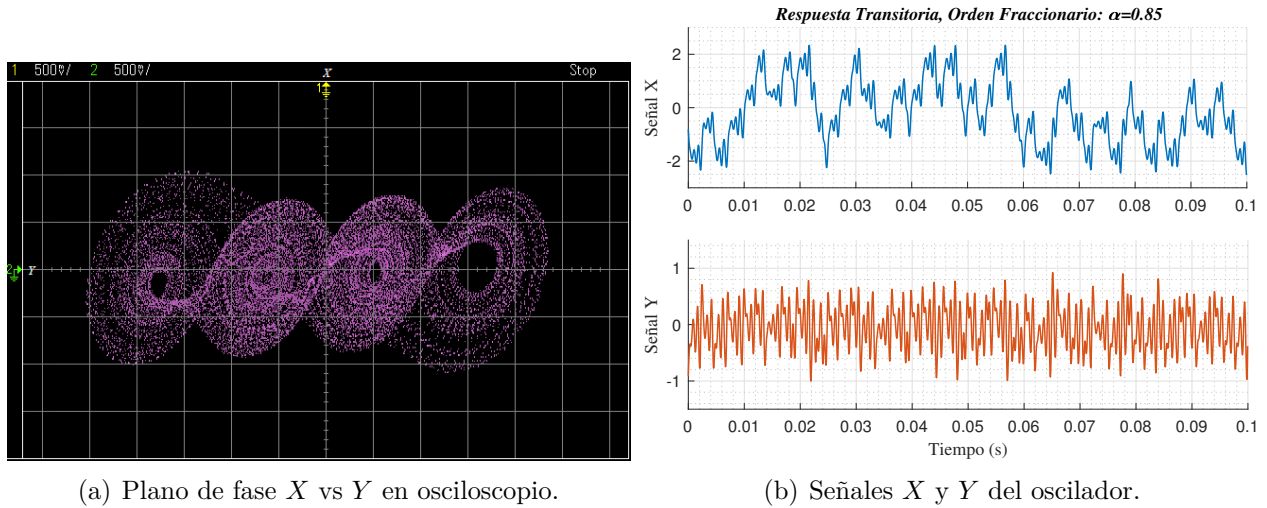 1 500⅟/ 2 500⅟/ Stop
X
1
2 Y
(a) Plano de fase X vs Y en osciloscopio.
Respuesta Transitoria, Orden Fraccionario: α=0.85
Señal X
2
0
-2
0 0.01 0.02 0.03 0.04 0.05 0.06 0.07 0.08 0.09 0.1
Señal Y
1
0
-1
0 0.01 0.02 0.03 0.04 0.05 0.06 0.07 0.08 0.09 0.1
Tiempo (s)
(b) Señales X y Y del oscilador.